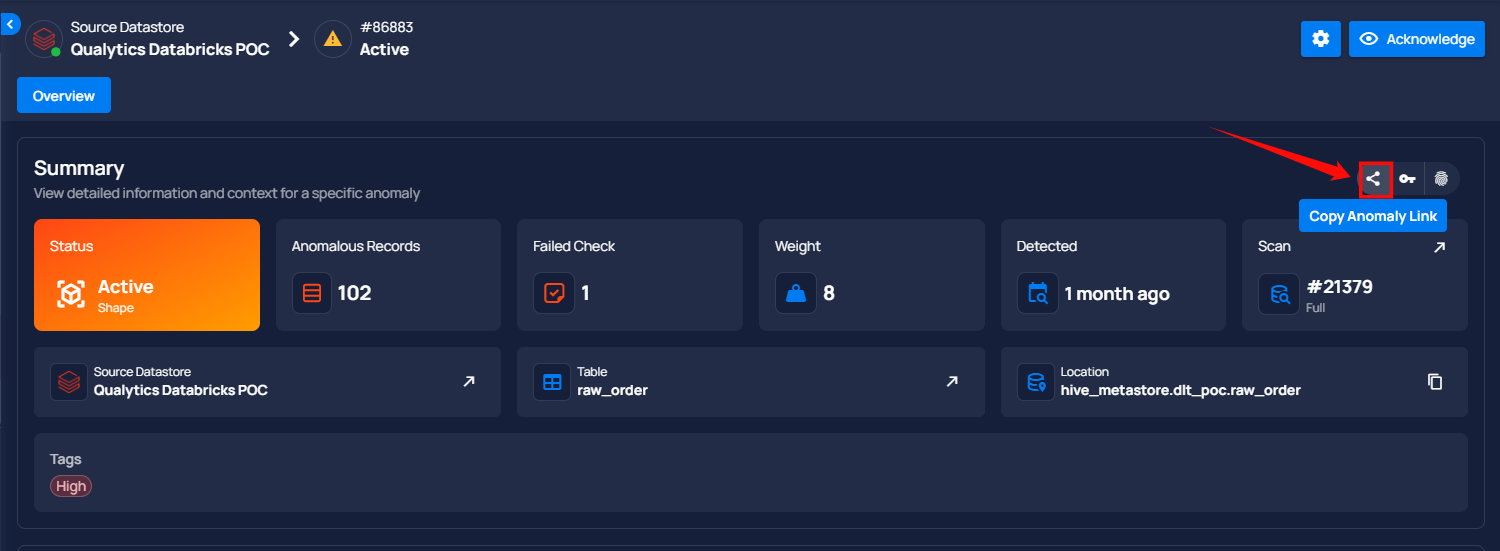 Source Datastore
Qualytics Databricks POC
#86883
Active
Acknowledge
Overview
Summary
View detailed information and context for a specific anomaly
Copy Anomaly Link
Status
Active
Shape
Anomalous Records
102
Failed Check
1
Weight
8
Detected
1 month ago
Scan
#21379
Full
Source Datastore
Qualytics Databricks POC
Table
raw_order
Location
hive_metastore.dlt_poc.raw_order
Tags
High